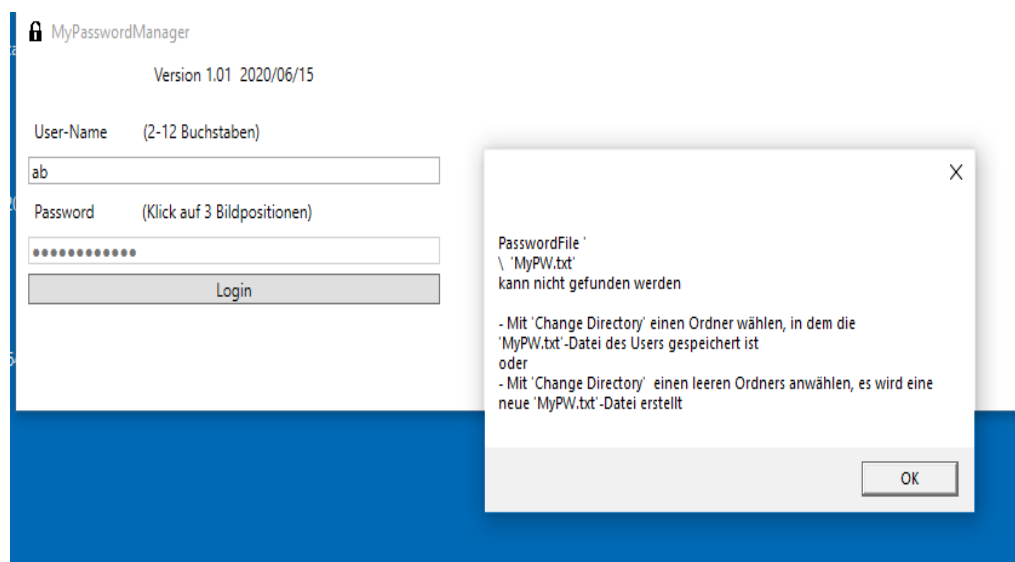 MyPasswordManager
Version 1.01 2020/06/15
User-Name (2-12 Buchstaben)
ab
Password (Klick auf 3 Bildpositionen)
●●●●●●●●●●●●
Login
PasswordFile '
\ 'MyPW.txt'
kann nicht gefunden werden
- Mit 'Change Directory' einen Ordner wählen, in dem die
'MyPW.txt'-Datei des Users gespeichert ist
oder
- Mit 'Change Directory' einen leeren Ordners anwählen, es wird eine
neue 'MyPW.txt'-Datei erstellt
OK